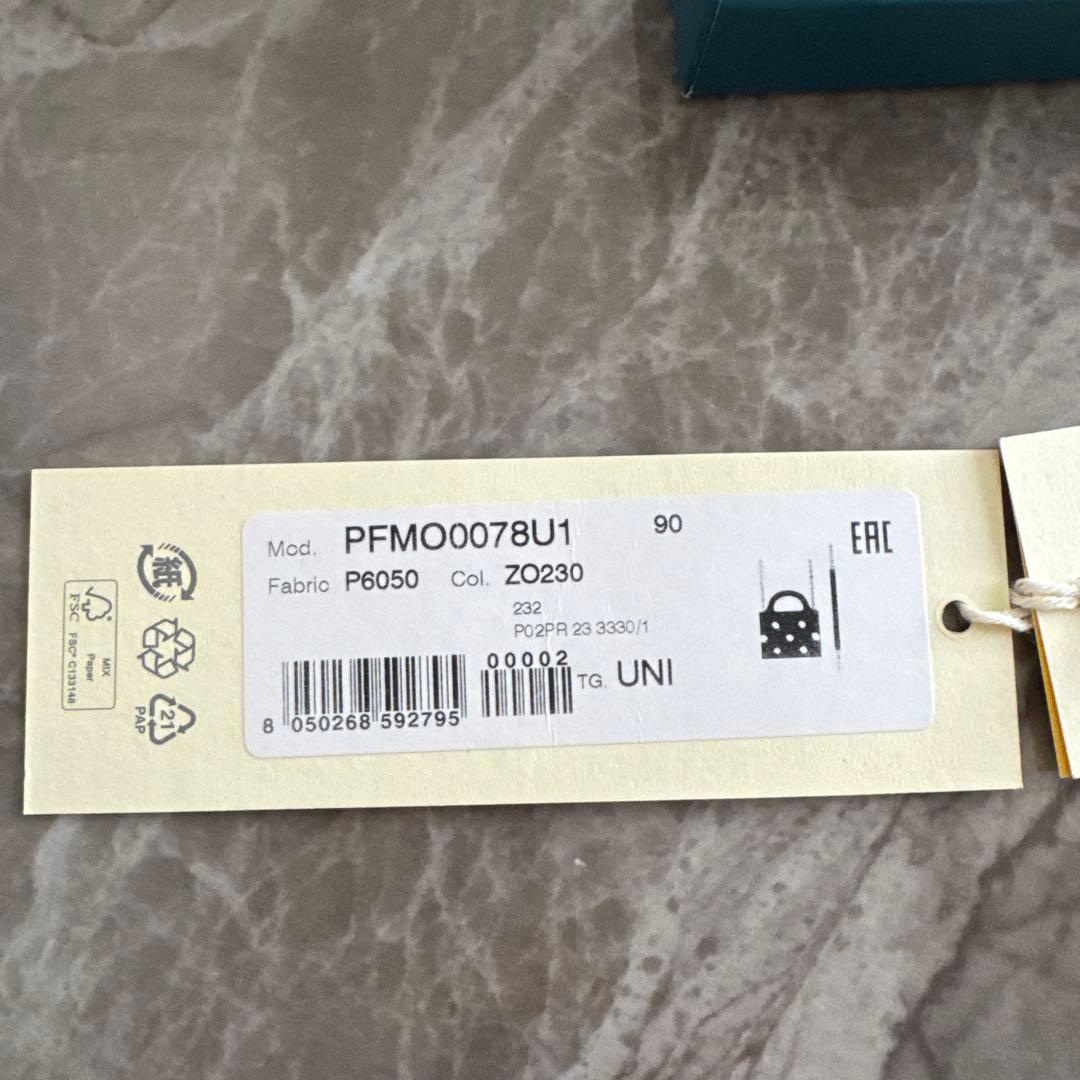 Mod. PFMO0078U1 90
Fabric P6050 Col. ZO230
232
P02PR 23 3330/1
00002
TG. UNI
8 050268 592795
EAC
紙
21
PAP
FSC
MIX
Paper
FSC® C133148